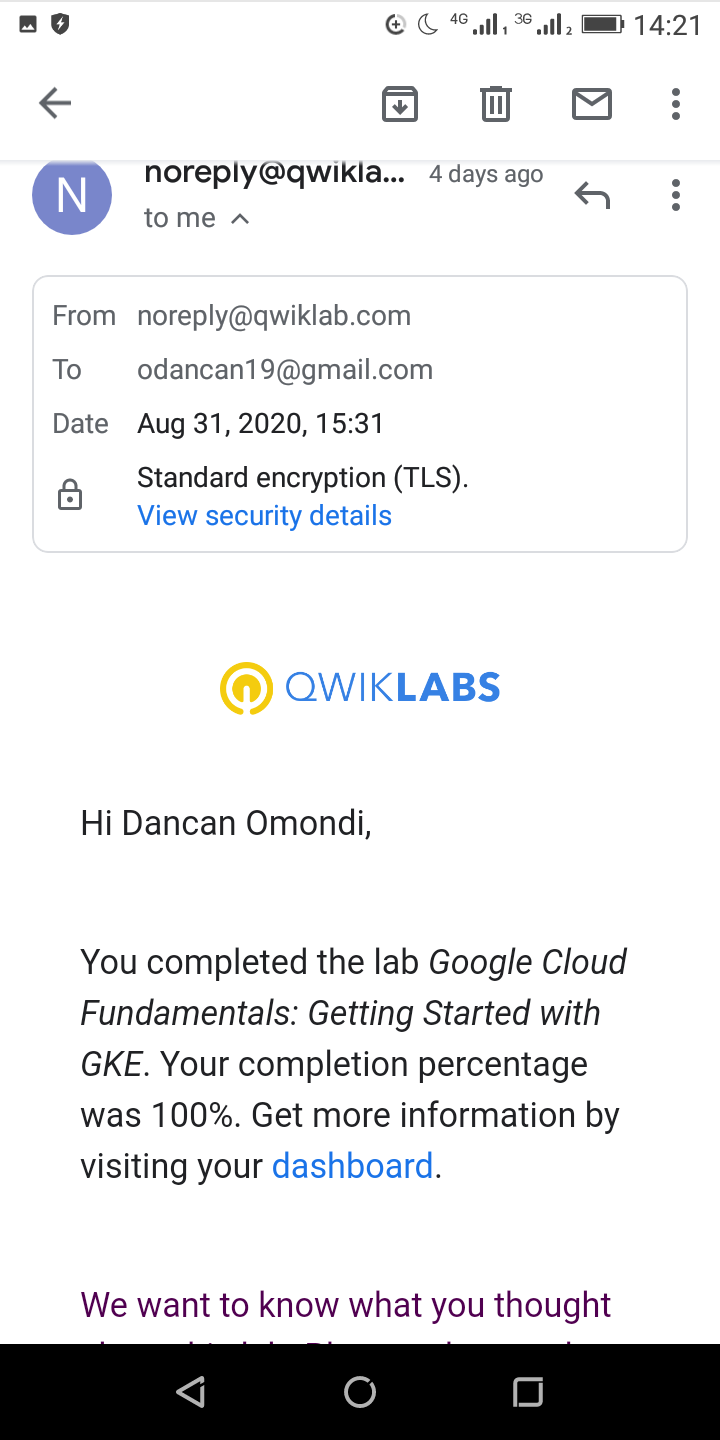 4G 1 3G 2 14:21
noreply@qwikla... 4 days ago
N
to me
From noreply@qwiklab.com
To odancan19@gmail.com
Date Aug 31, 2020, 15:31
Standard encryption (TLS).
View security details
QWIKLABS
Hi Dancan Omondi,
You completed the lab Google Cloud
Fundamentals: Getting Started with
GKE. Your completion percentage
was 100%. Get more information by
visiting your dashboard.
We want to know what you thought